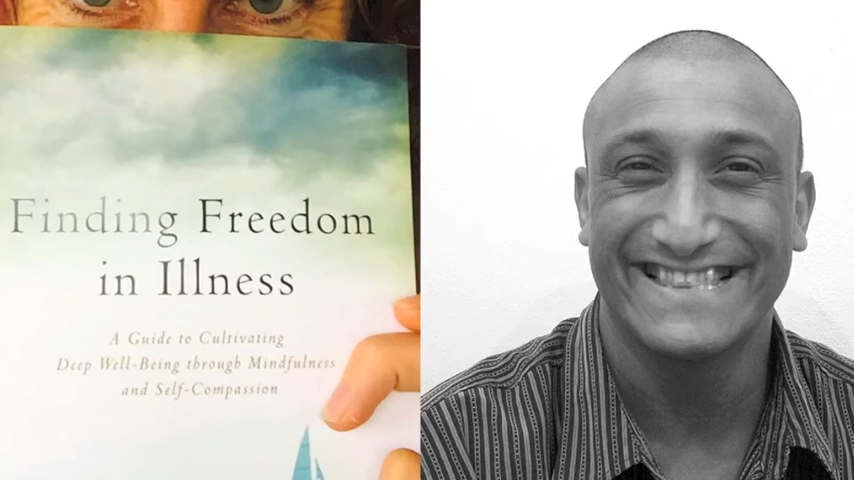 Finding Freedom
in Illness
A Guide to Cultivating
Deep Well-Being through Mindfulness
and Self-Compassion